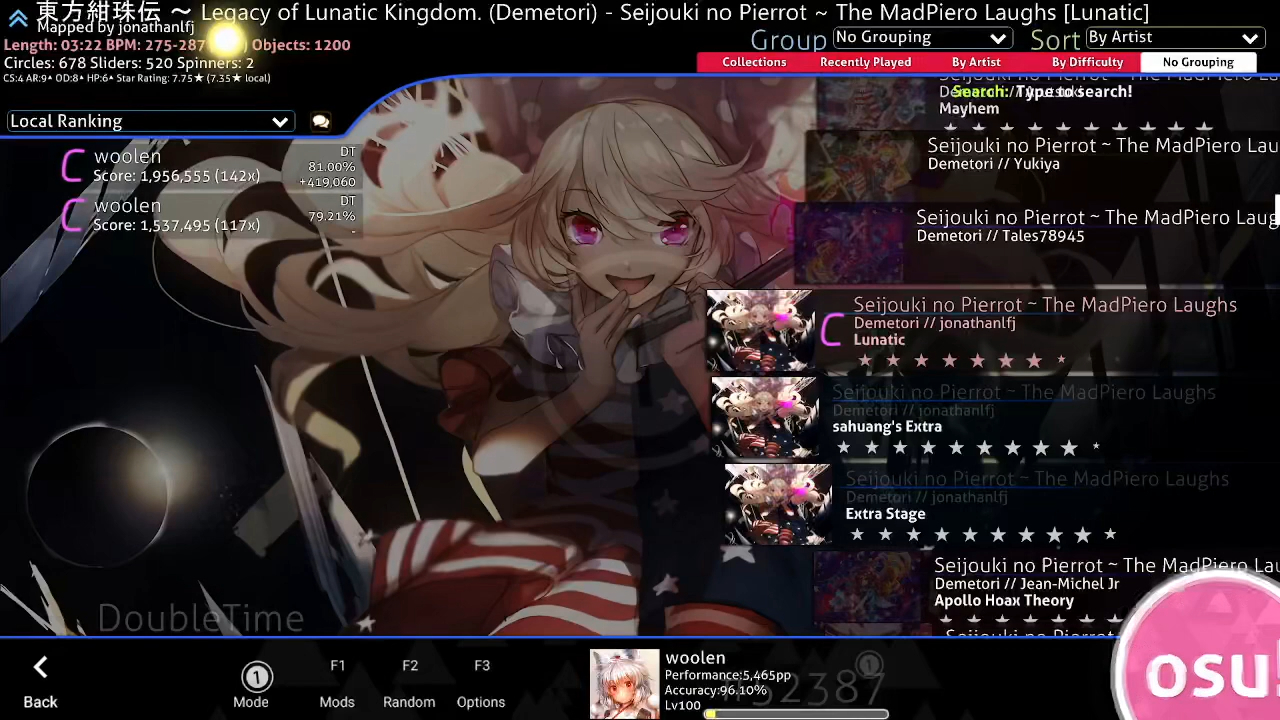 東方紺珠伝 ～ Legacy of Lunatic Kingdom. (Demetori) - Seijouki no Pierrot ~ The MadPiero Laughs [Lunatic]
Mapped by jonathanlfj
Length: 03:22 BPM: 275-287 Objects: 1200
Circles: 678 Sliders: 520 Spinners: 2
CS:4 AR:9▴ OD:8▴ HP:6▴ Star Rating: 7.75★ (7.35★ local)
Group No Grouping Sort By Artist
Collections Recently Played By Artist By Difficulty No Grouping
Local Ranking
C woolen DT
Score: 1,956,555 (142x) 81.00%
+419,060
C woolen DT
Score: 1,537,495 (117x) 79.21%
-
Search: Type to search!
Mayhem
Seijouki no Pierrot ~ The MadPiero Lau
Demetori // Yukiya
Seijouki no Pierrot ~ The MadPiero Laug
Demetori // Tales78945
Seijouki no Pierrot ~ The MadPiero Laughs
C Demetori // jonathanlfj
Lunatic
Seijouki no Pierrot ~ The MadPiero Laughs
Demetori // jonathanlfj
sahuang's Extra
Seijouki no Pierrot ~ The MadPiero Laughs
Demetori // jonathanlfj
Extra Stage
Seijouki no Pierrot ~ The MadPiero Lau
Demetori // Jean-Michel Jr
Apollo Hoax Theory
Seijouki no Pierrot
DoubleTime
Back
1 Mode
F1 Mods
F2 Random
F3 Options
woolen
Performance:5,465pp
Accuracy:96.10%
Lv100
#52387
1
osu!